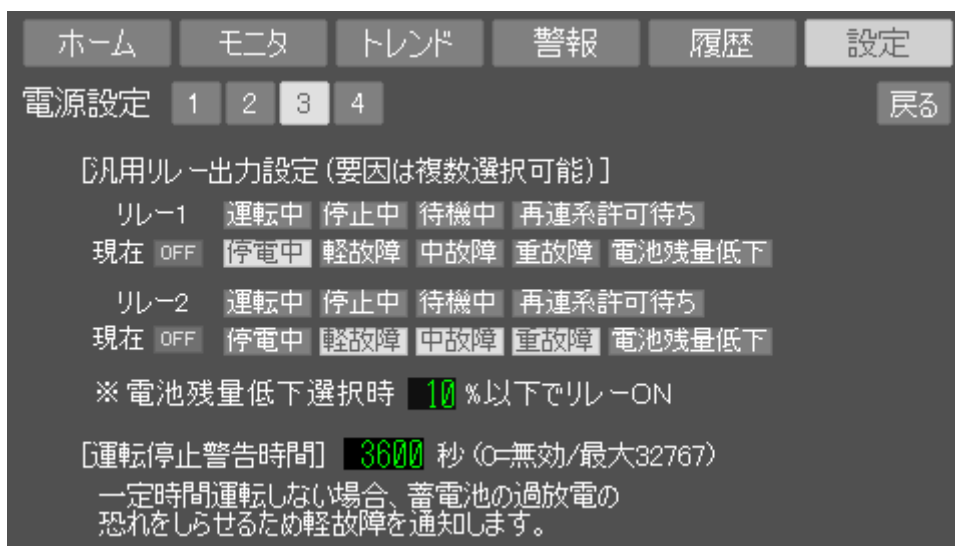 ホーム モニタ トレンド 警報 履歴 設定
電源設定 1 2 3 4 戻る
[汎用リレー出力設定(要因は複数選択可能)]
リレー1 運転中 停止中 待機中 再連系許可待ち
現在 OFF 停電中 軽故障 中故障 重故障 電池残量低下
リレー2 運転中 停止中 待機中 再連系許可待ち
現在 OFF 停電中 軽故障 中故障 重故障 電池残量低下
※電池残量低下選択時 10 %以下でリレーON
[運転停止警告時間] 3600 秒(0=無効/最大32767)
一定時間運転しない場合、蓄電池の過放電の
恐れをしらせるため軽故障を通知します。